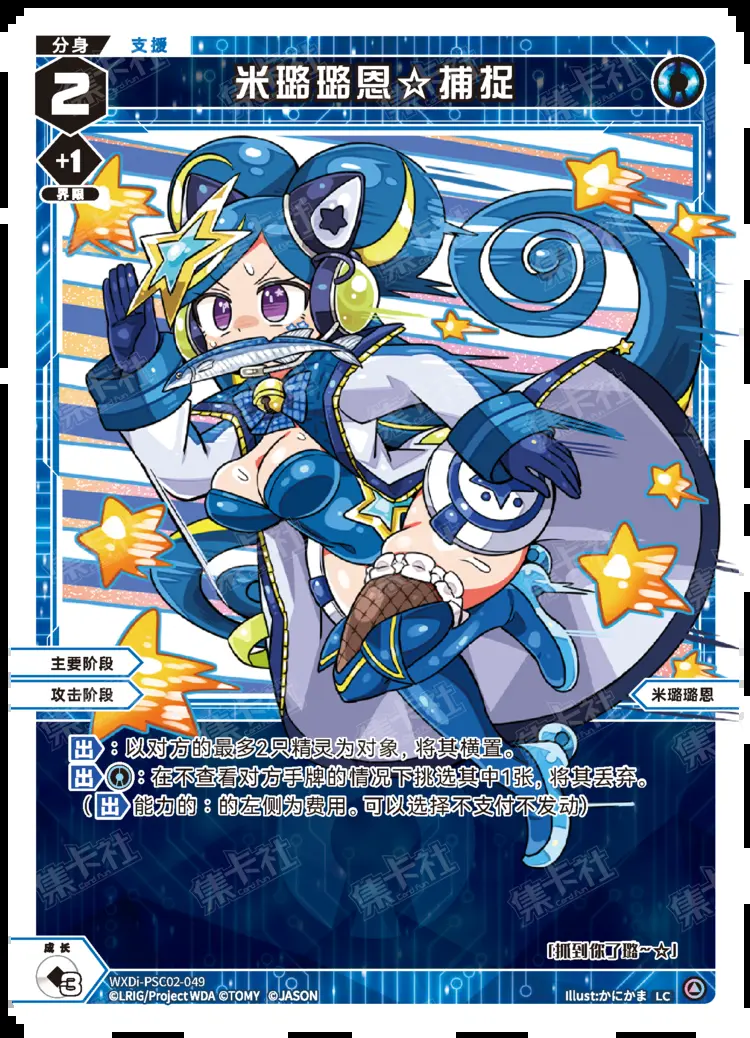 分身 支援
2
米璐璐恩☆捕捉
+1
界限
主要阶段
攻击阶段
米璐璐恩
出：以对方的最多2只精灵为对象，将其横置。
出：在不查看对方手牌的情况下挑选其中1张，将其丢弃。
（出能力的：的左侧为费用。可以选择不支付不发动）
「抓到你了璐~☆」
成长
3
WXDi-PSC02-049
©LRIG/Project WDA ©TOMY ©JASON
Illust:かにかま LC
集卡社